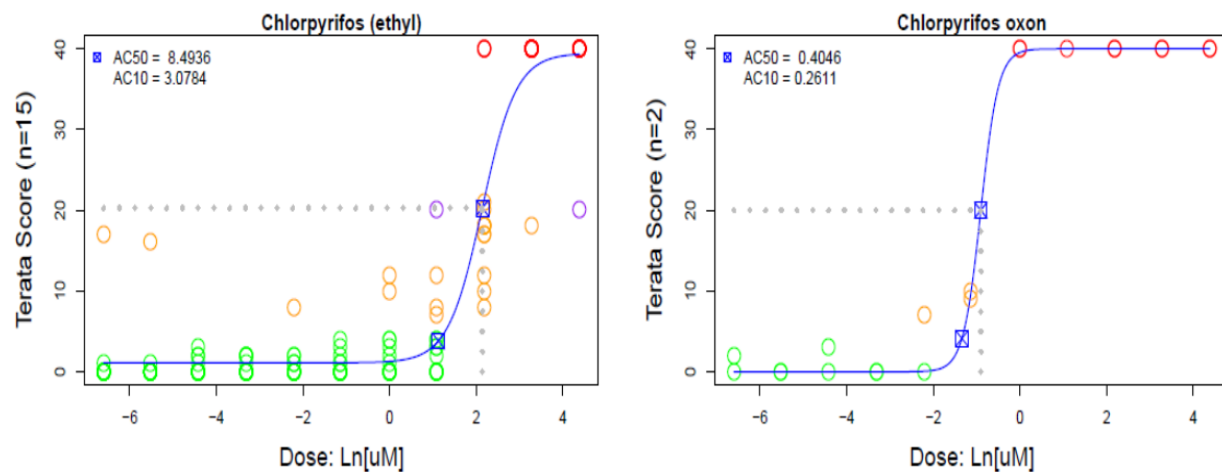 Chlorpyrifos (ethyl)
AC50 = 8.4936
AC10 = 3.0784
Terata Score (n=15)
40
30
20
10
0
−6 −4 −2 0 2 4
Dose: Ln[uM]
Chlorpyrifos oxon
AC50 = 0.4046
AC10 = 0.2611
Terata Score (n=2)
40
30
20
10
0
−6 −4 −2 0 2 4
Dose: Ln[uM]